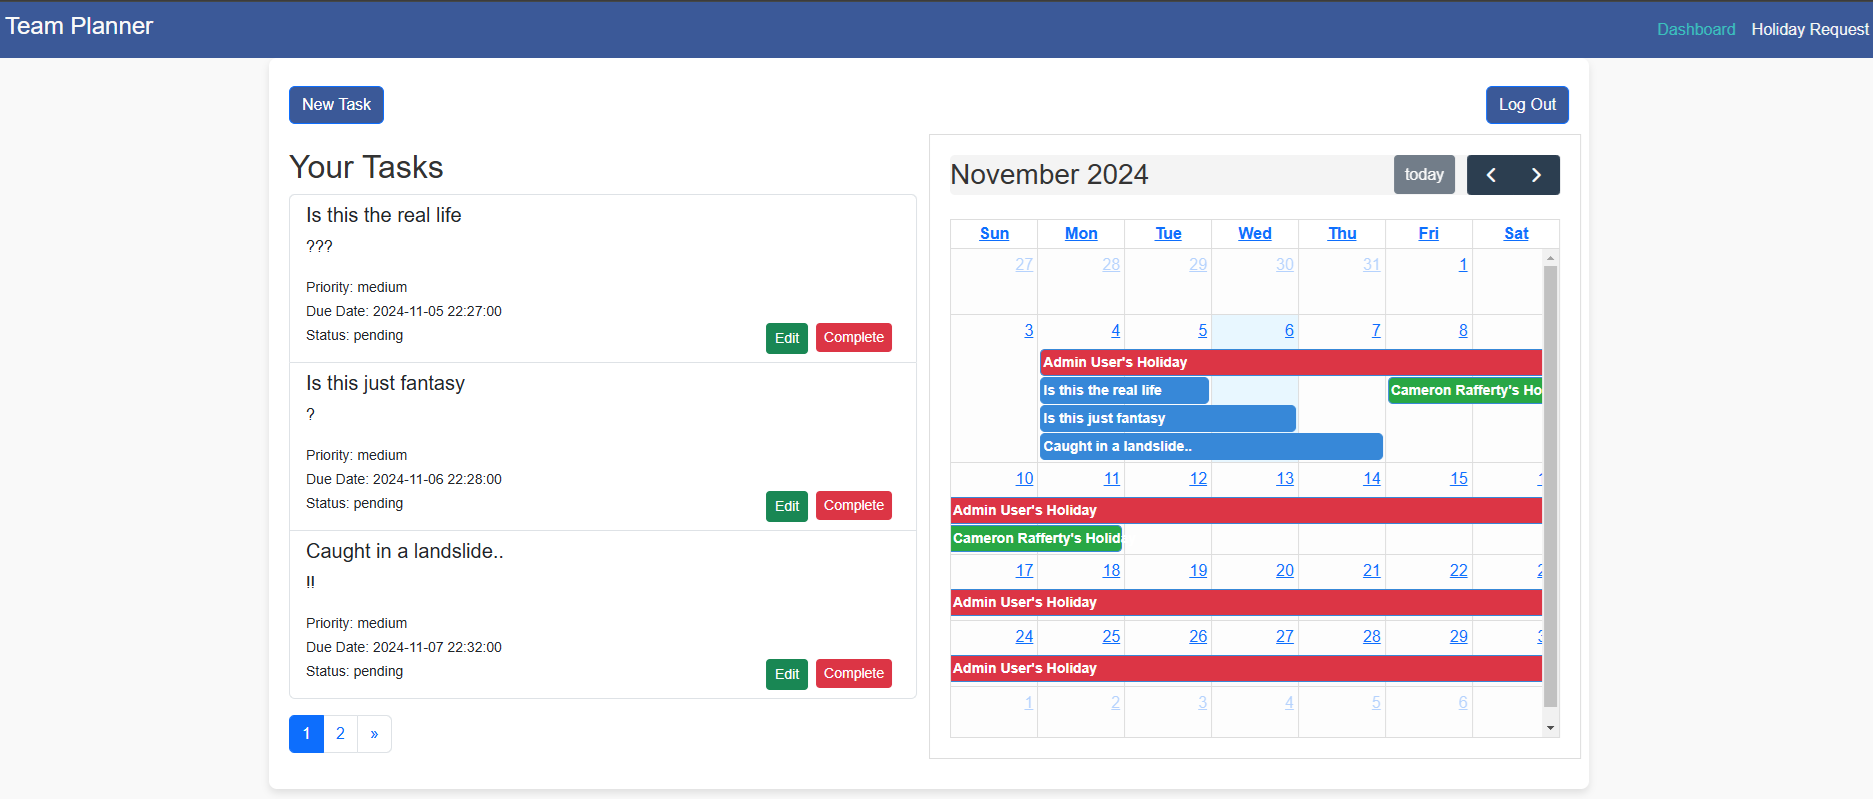 Team Planner
Dashboard Holiday Request
New Task
Log Out
Your Tasks
Is this the real life
???
Priority: medium
Due Date: 2024-11-05 22:27:00
Status: pending
Edit Complete
Is this just fantasy
?
Priority: medium
Due Date: 2024-11-06 22:28:00
Status: pending
Edit Complete
Caught in a landslide..
!!
Priority: medium
Due Date: 2024-11-07 22:32:00
Status: pending
Edit Complete
1 2 »
November 2024
today
Sun Mon Tue Wed Thu Fri Sat
27 28 29 30 31 1
3 4 5 6 7 8
Admin User's Holiday
Is this the real life
Cameron Rafferty's Ho
Is this just fantasy
Caught in a landslide..
10 11 12 13 14 15
Admin User's Holiday
Cameron Rafferty's Holida
17 18 19 20 21 22
Admin User's Holiday
24 25 26 27 28 29
Admin User's Holiday
1 2 3 4 5 6